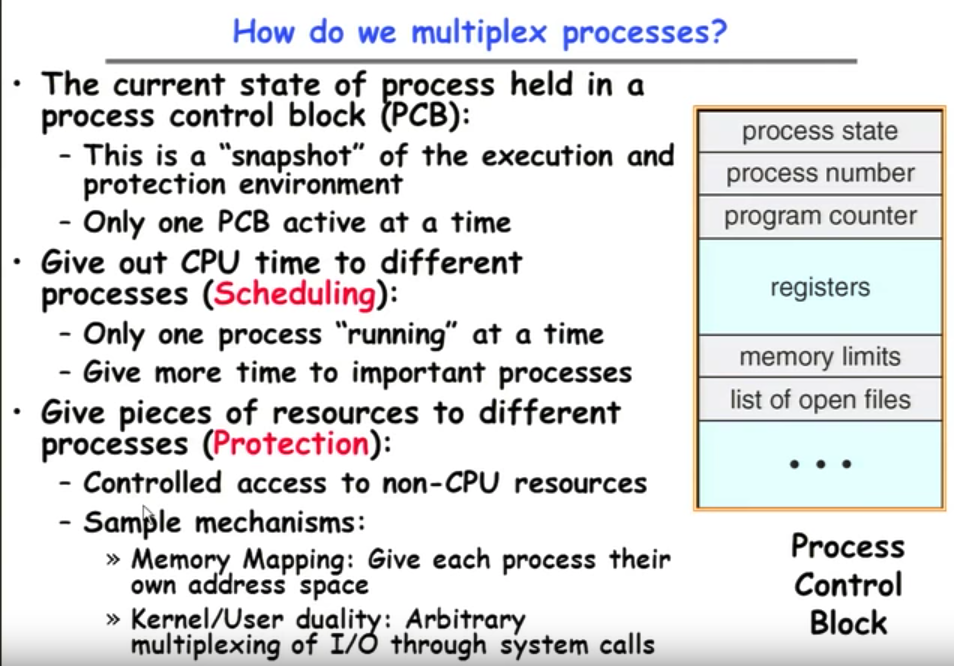 How do we multiplex processes?
• The current state of process held in a
process control block (PCB):
– This is a “snapshot” of the execution and
protection environment
– Only one PCB active at a time
• Give out CPU time to different
processes (Scheduling):
– Only one process “running” at a time
– Give more time to important processes
• Give pieces of resources to different
processes (Protection):
– Controlled access to non-CPU resources
– Sample mechanisms:
» Memory Mapping: Give each process their
own address space
» Kernel/User duality: Arbitrary
multiplexing of I/O through system calls
process state
process number
program counter
registers
memory limits
list of open files
• • •
Process
Control
Block